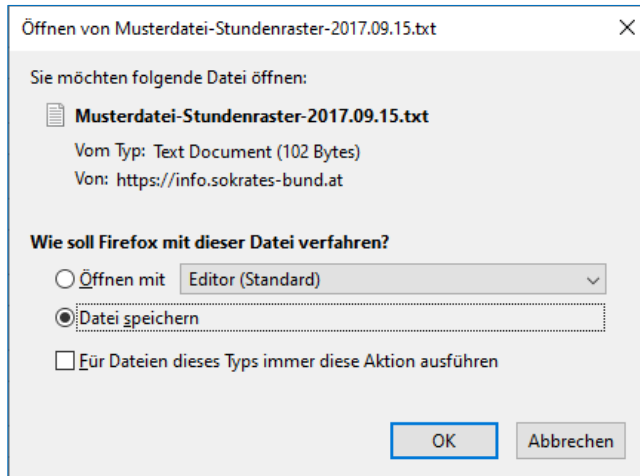 Öffnen von Musterdatei-Stundenraster-2017.09.15.txt
Sie möchten folgende Datei öffnen:
Musterdatei-Stundenraster-2017.09.15.txt
Vom Typ: Text Document (102 Bytes)
Von: https://info.sokrates-bund.at
Wie soll Firefox mit dieser Datei verfahren?
Öffnen mit Editor (Standard)
Datei speichern
Für Dateien dieses Typs immer diese Aktion ausführen
OK Abbrechen